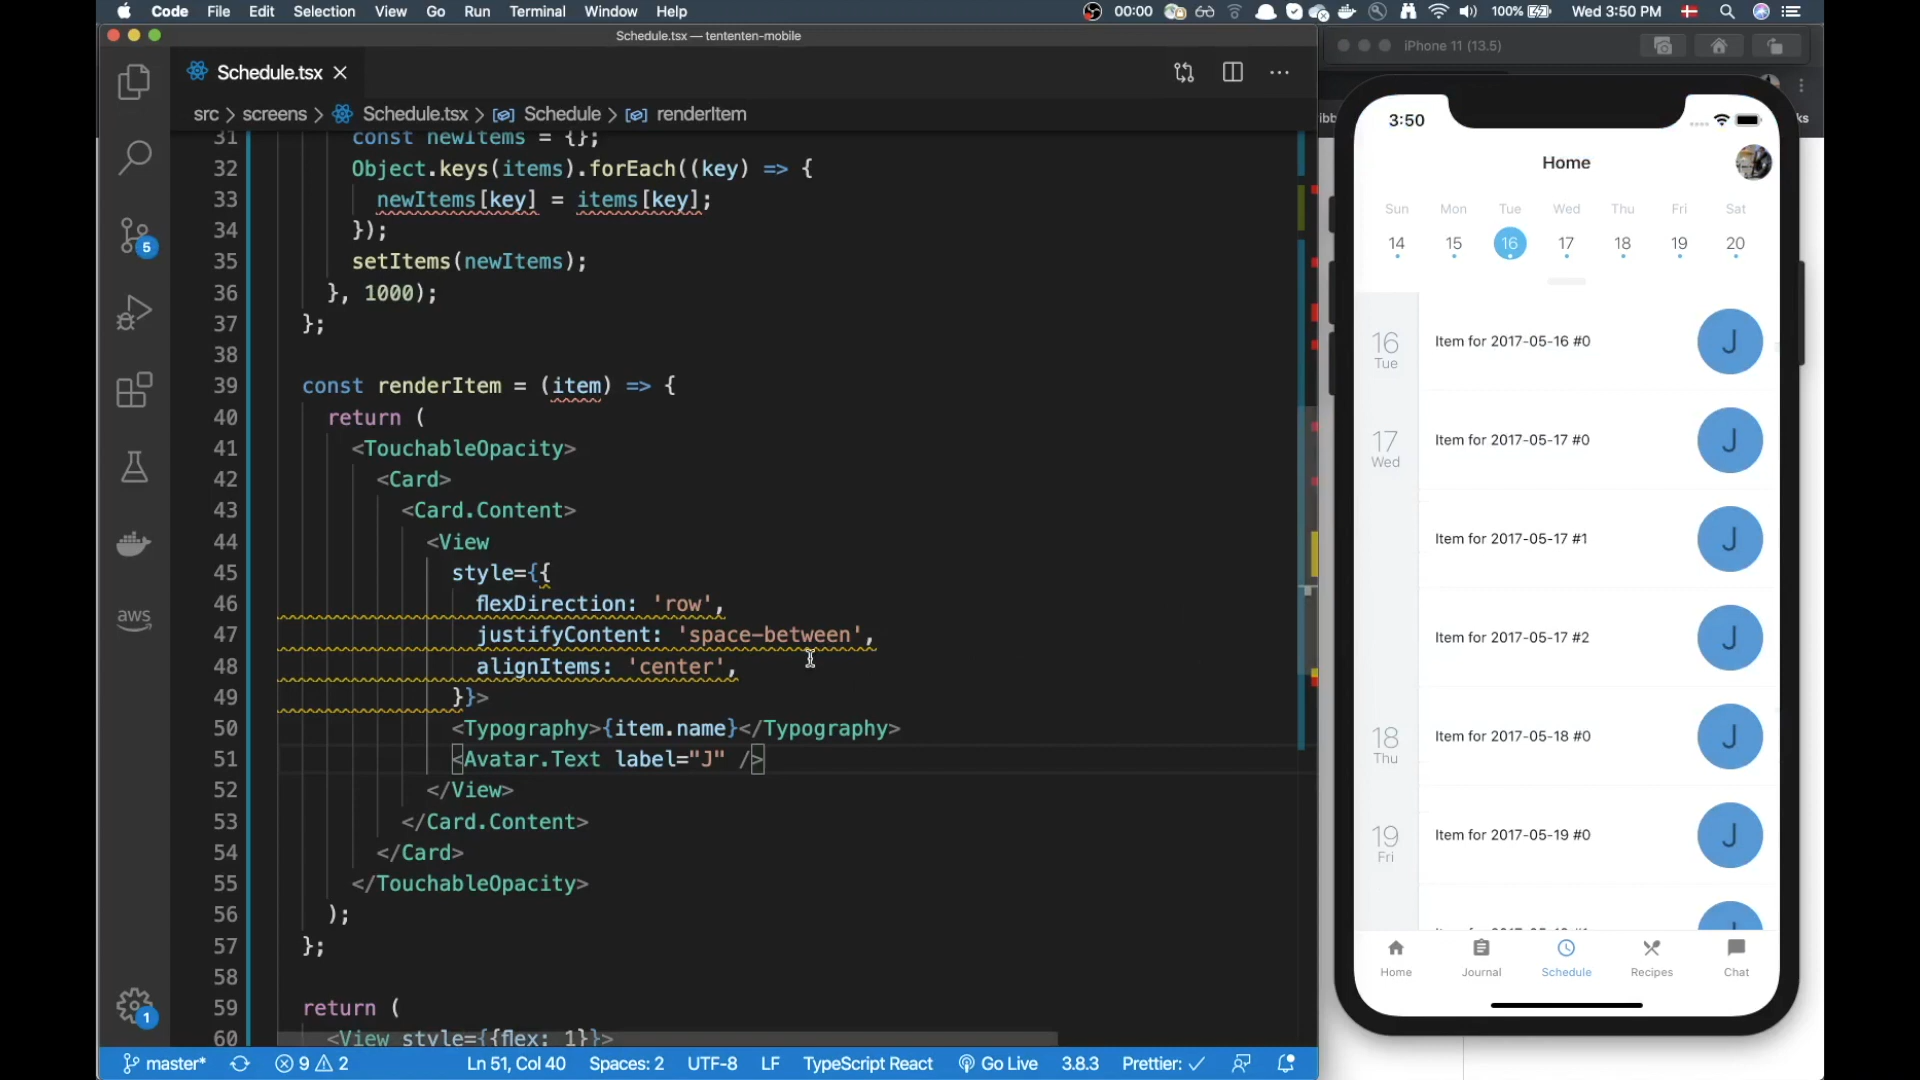 Code File Edit Selection View Go Run Terminal Window Help 00:00 100% Wed 3:50 PM
Schedule.tsx — tententen-mobile
Schedule.tsx
src > screens > Schedule.tsx > Schedule > renderItem
31 const newItems = {};
32 Object.keys(items).forEach((key) => {
33 newItems[key] = items[key];
34 });
35 setItems(newItems);
36 }, 1000);
37 };
38
39 const renderItem = (item) => {
40 return (
41 <TouchableOpacity>
42 <Card>
43 <Card.Content>
44 <View
45 style={{
46 flexDirection: 'row',
47 justifyContent: 'space-between',
48 alignItems: 'center',
49 }}>
50 <Typography>{item.name}</Typography>
51 <Avatar.Text label="J" />
52 </View>
53 </Card.Content>
54 </Card>
55 </TouchableOpacity>
56 );
57 };
58
59 return (
60 <View style={{flex: 1}}>
5
aws
1
master* 9 2 Ln 51, Col 40 Spaces: 2 UTF-8 LF TypeScript React Go Live 3.8.3 Prettier: ✓
iPhone 11 (13.5)
3:50
Home
Sun Mon Tue Wed Thu Fri Sat
14 15 16 17 18 19 20
16 Tue Item for 2017-05-16 #0 J
17 Wed Item for 2017-05-17 #0 J
Item for 2017-05-17 #1 J
Item for 2017-05-17 #2 J
18 Thu Item for 2017-05-18 #0 J
19 Fri Item for 2017-05-19 #0 J
Home Journal Schedule Recipes Chat